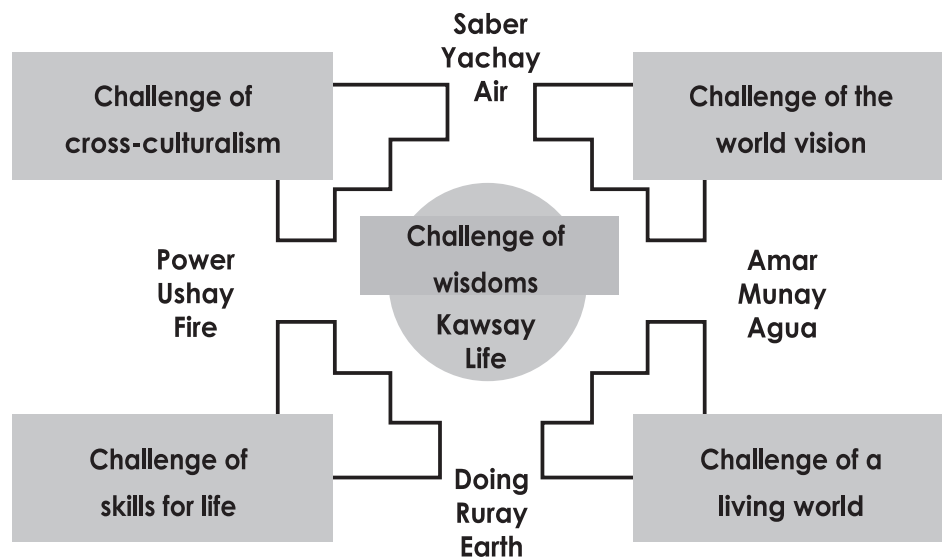 Saber
Yachay
Air
Challenge of
cross-culturalism
Challenge of the
world vision
Power
Ushay
Fire
Challenge of
wisdoms
Kawsay
Life
Amar
Munay
Agua
Challenge of
skills for life
Doing
Ruray
Earth
Challenge of a
living world